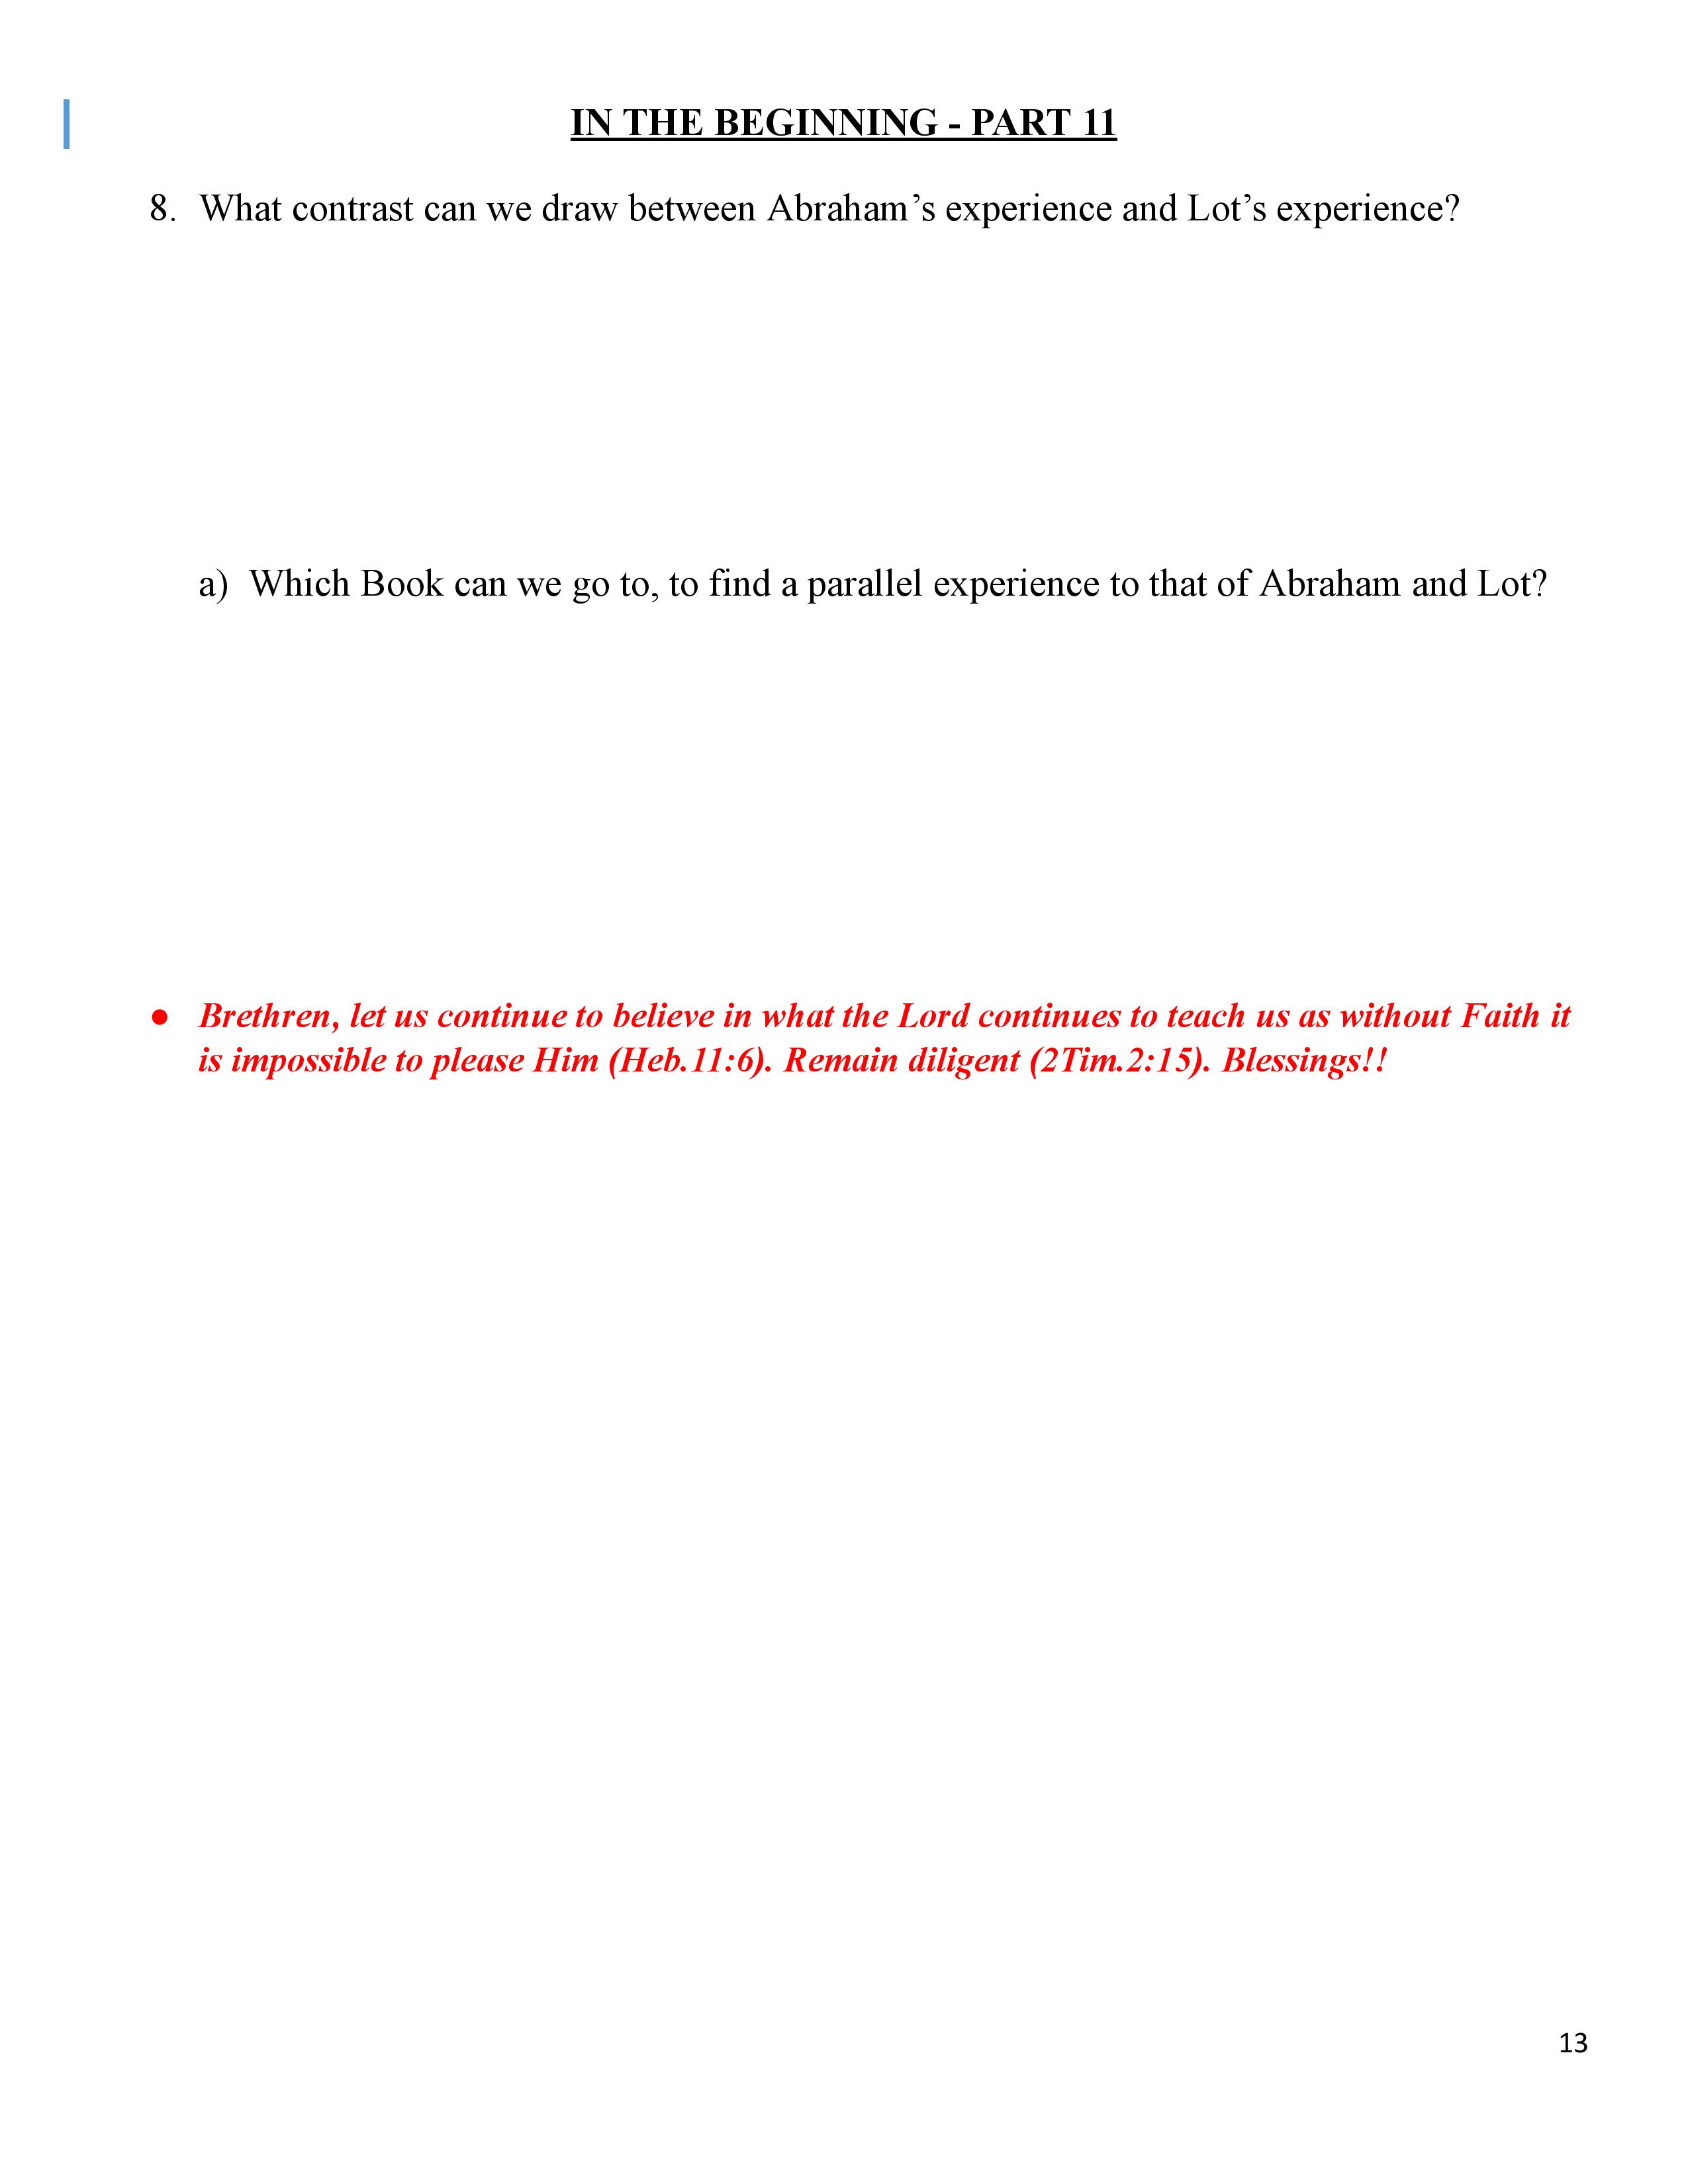 IN THE BEGINNING - PART 11
8. What contrast can we draw between Abraham’s experience and Lot’s experience?
a) Which Book can we go to, to find a parallel experience to that of Abraham and Lot?
● Brethren, let us continue to believe in what the Lord continues to teach us as without Faith it
is impossible to please Him (Heb.11:6). Remain diligent (2Tim.2:15). Blessings!!
13